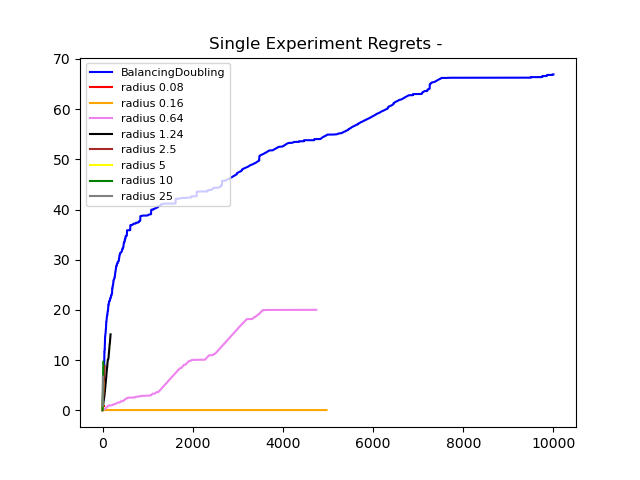 Single Experiment Regrets -
70
60
50
40
30
20
10
0
BalancingDoubling
radius 0.08
radius 0.16
radius 0.64
radius 1.24
radius 2.5
radius 5
radius 10
radius 25
0 2000 4000 6000 8000 10000